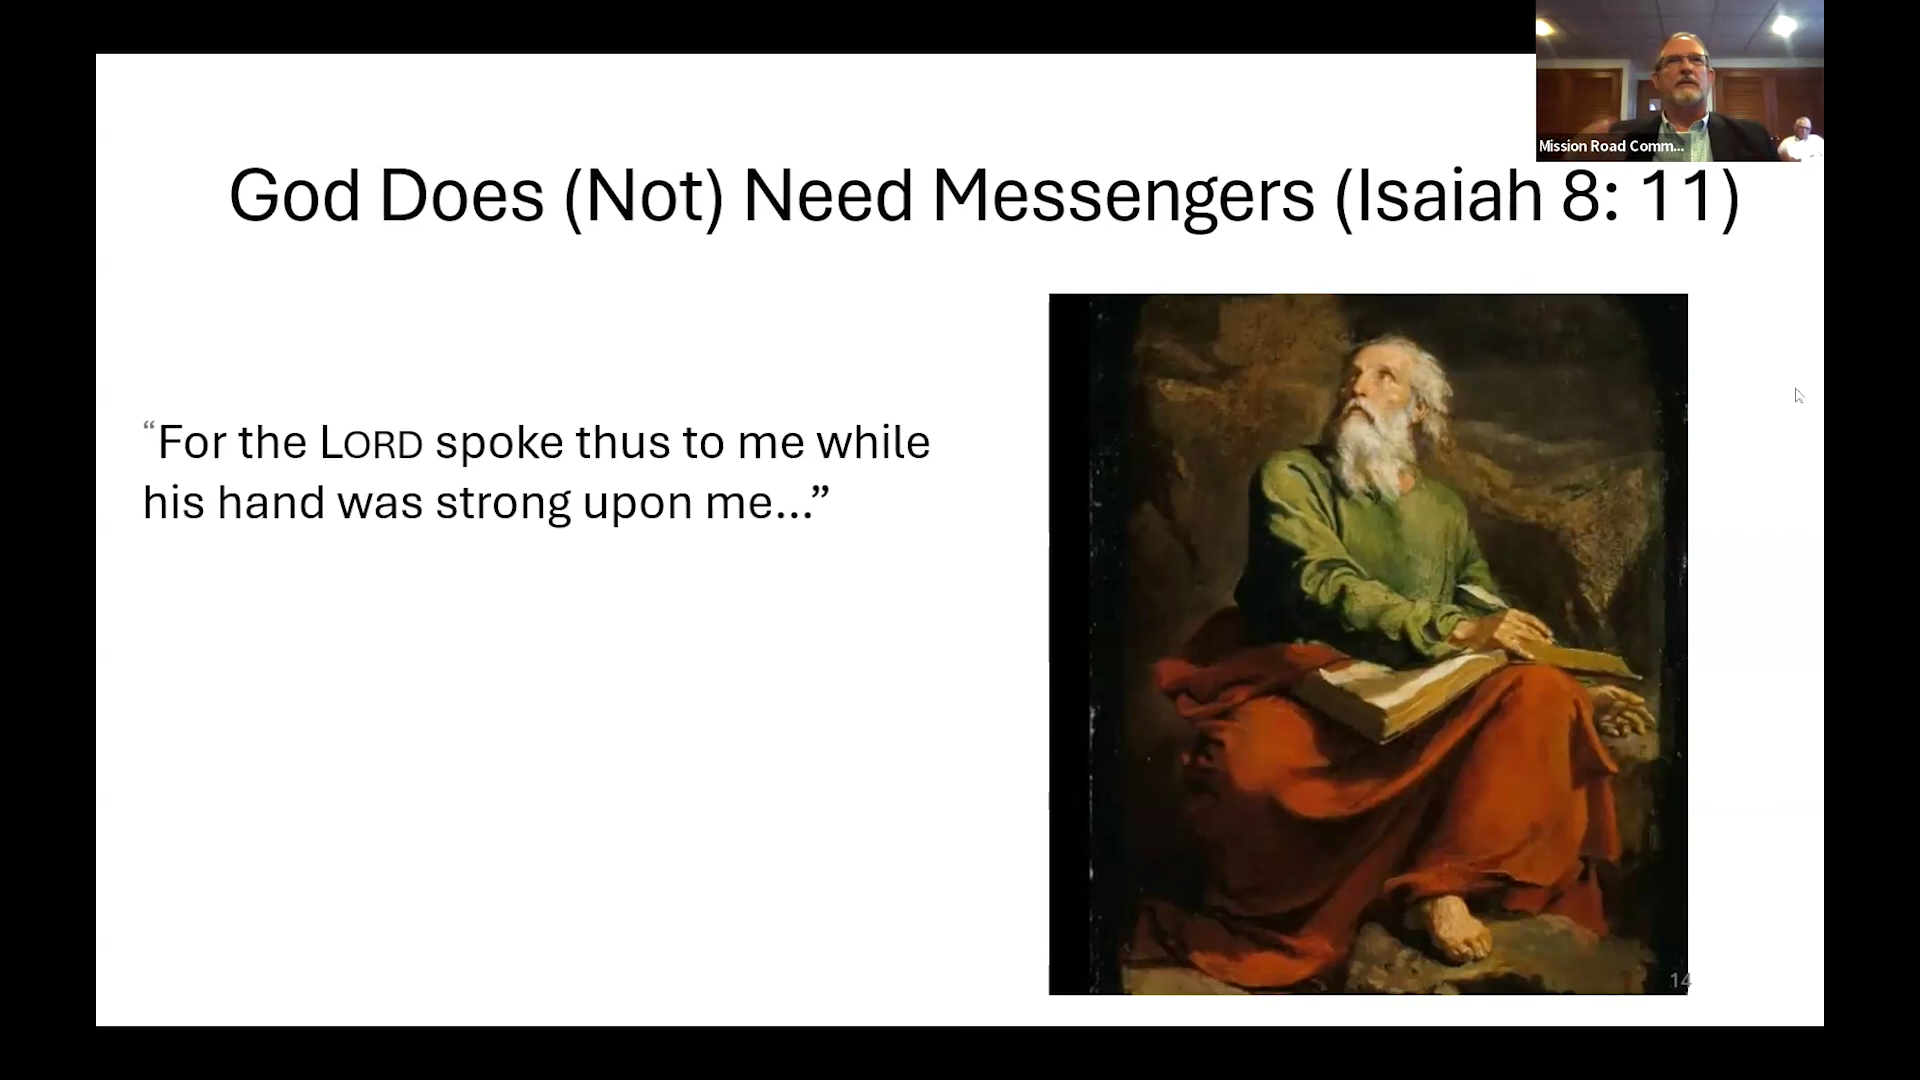 Mission Road Comm...
God Does (Not) Need Messengers (Isaiah 8: 11)
“For the LORD spoke thus to me while
his hand was strong upon me...”
14